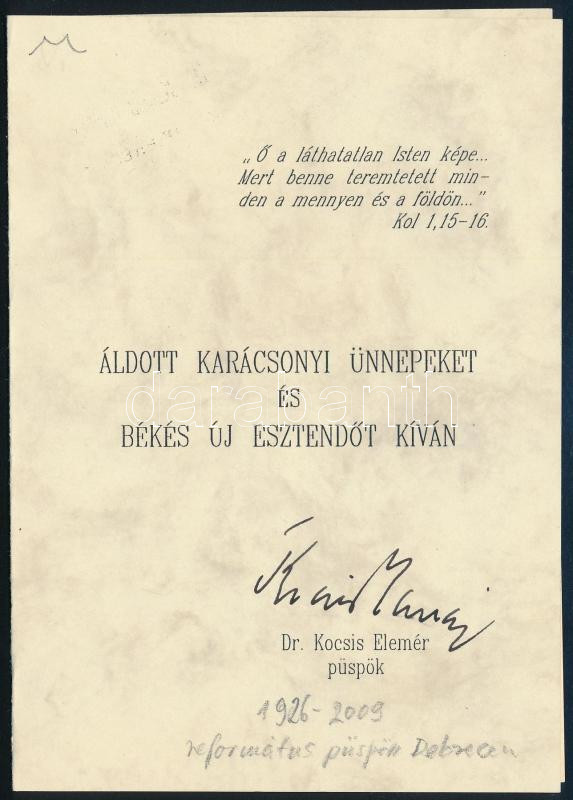 „Ő a láthatatlan Isten képe...
Mert benne teremtetett min-
den a mennyen és a földön..."
Kol 1,15-16.
ÁLDOTT KARÁCSONYI ÜNNEPEKET
ÉS
BÉKÉS ÚJ ESZTENDŐT KÍVÁN
darabanth
Dr. Kocsis Elemér
püspök
1926-2009
református püspök Debrecen